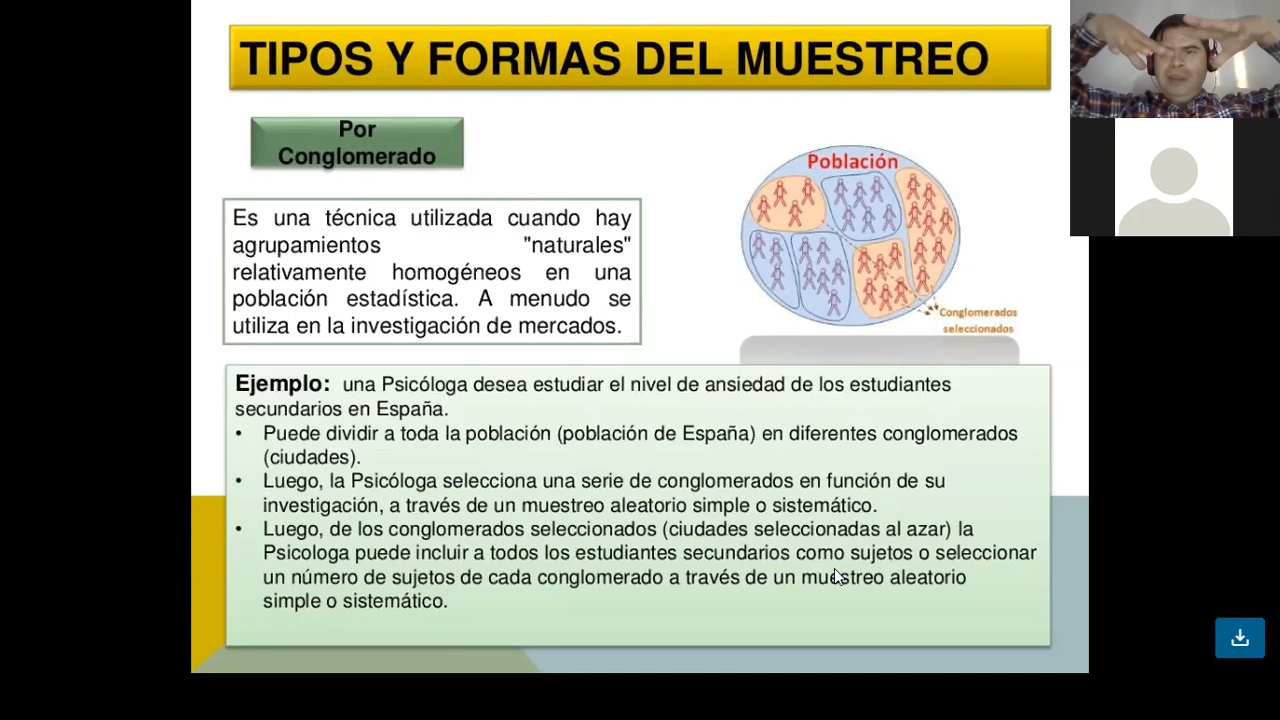 TIPOS Y FORMAS DEL MUESTREO
Por
Conglomerado
Es una técnica utilizada cuando hay
agrupamientos "naturales"
relativamente homogéneos en una
población estadística. A menudo se
utiliza en la investigación de mercados.
Población
Conglomerados
seleccionados
Ejemplo: una Psicóloga desea estudiar el nivel de ansiedad de los estudiantes
secundarios en España.
• Puede dividir a toda la población (población de España) en diferentes conglomerados
(ciudades).
• Luego, la Psicóloga selecciona una serie de conglomerados en función de su
investigación, a través de un muestreo aleatorio simple o sistemático.
• Luego, de los conglomerados seleccionados (ciudades seleccionadas al azar) la
Psicologa puede incluir a todos los estudiantes secundarios como sujetos o seleccionar
un número de sujetos de cada conglomerado a través de un muestreo aleatorio
simple o sistemático.